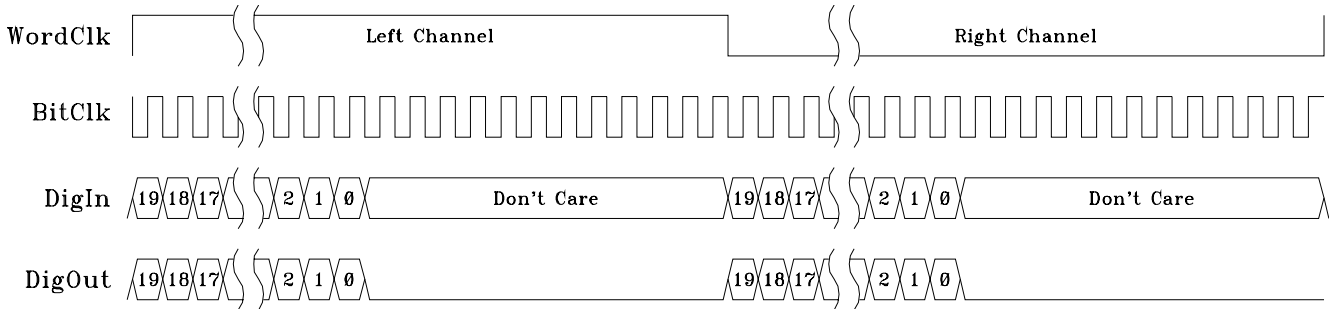 WordClk Left Channel Right Channel
BitClk
DigIn 19 18 17 2 1 0 Don't Care 19 18 17 2 1 0 Don't Care
DigOut 19 18 17 2 1 0 19 18 17 2 1 0